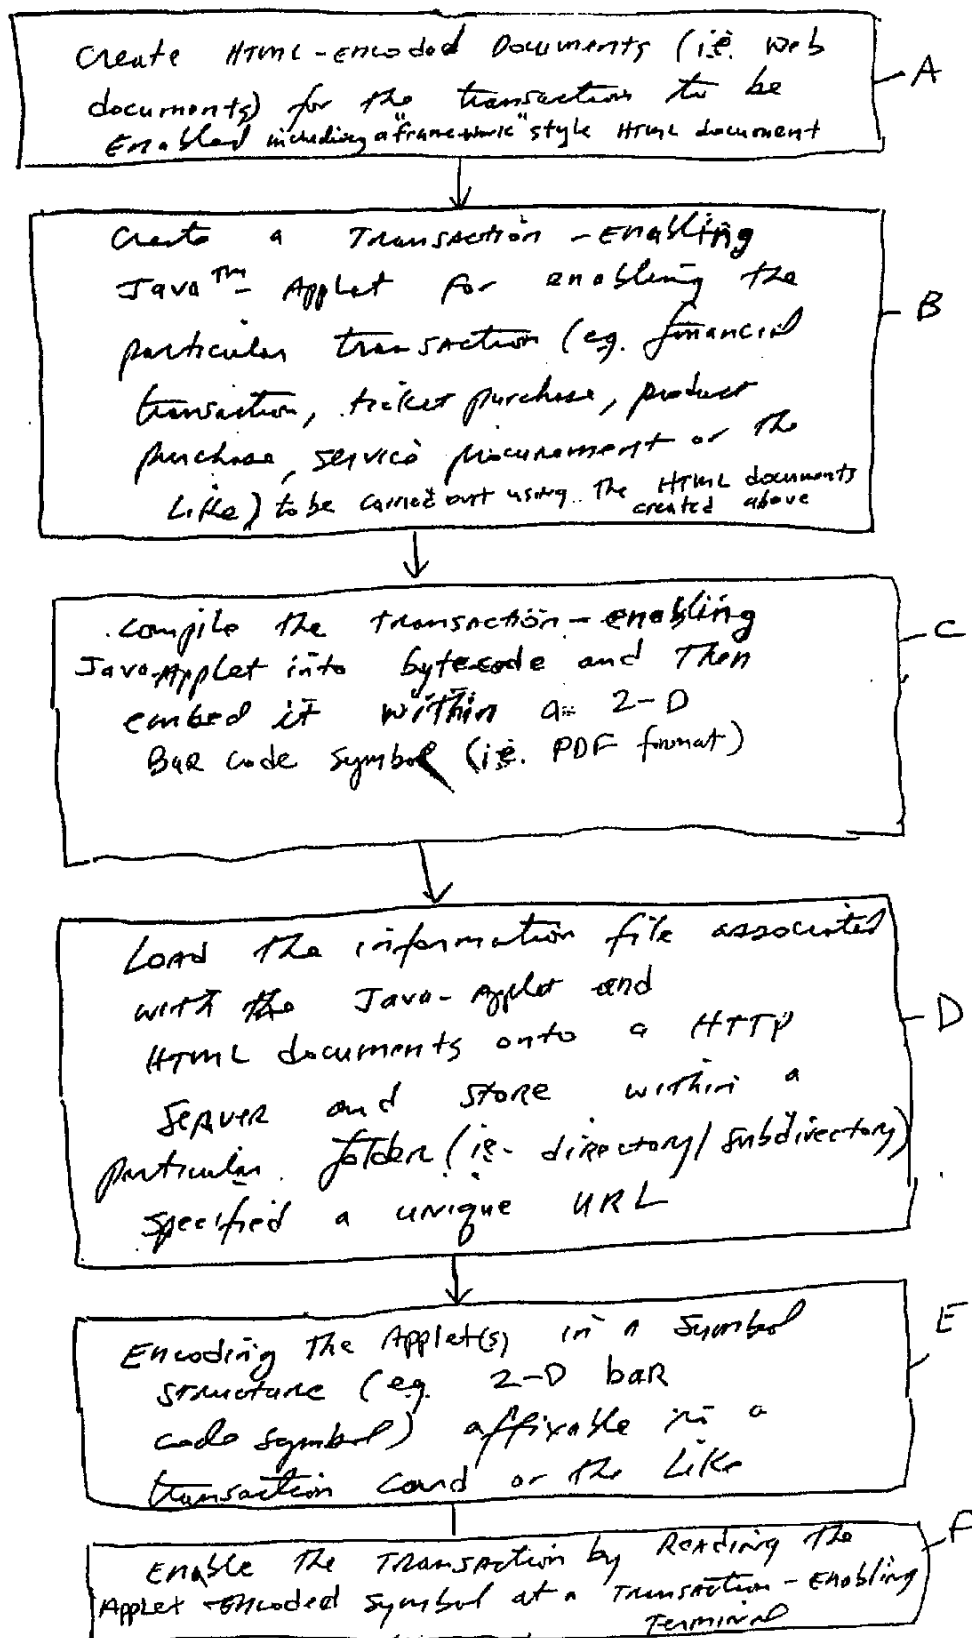 Create HTML-encoded Documents (i.e. Web
A
documents) for the transaction to be
Enabled including a "framework" style HTML document
Create a Transaction-Enabling
Java™ Applet for enabling the
B
particular transaction (eg. financial
transaction, ticket purchase, product
purchase, service procurement or the
Like) to be carried out using the HTML documents
created above
Compile the transaction-enabling
C
Java-Applet into bytecode and Then
embed it within a 2-D
Bar code symbol (i.e. PDF format)
Load the information file associated
with the Java-Applet and
D
HTML documents onto a HTTP
Server and store within a
particular folder (ie- directory/subdirectory)
specified a unique URL
E
Encoding The Applet(s) in a Symbol
structure (eg. 2-D bar
code symbol) affixable in a
transaction card or the Like
F
Enable the Transaction by Reading the
Applet-encoded Symbol at a Transaction-Enabling
Terminal